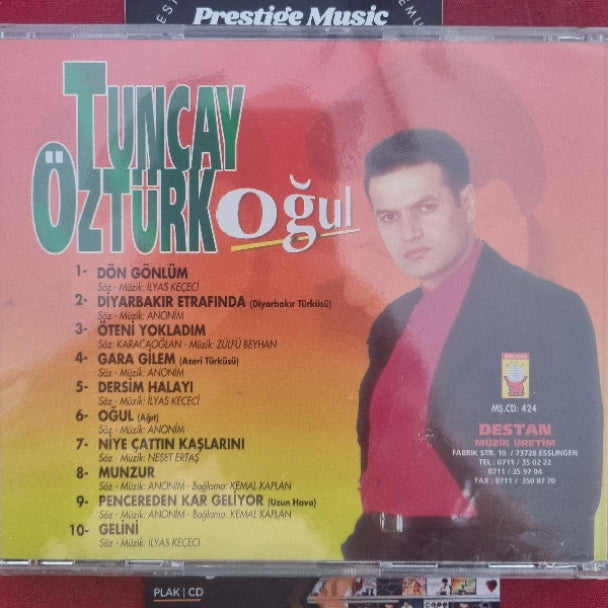 Prestige Music
TUNCAY
ÖZTÜRK
Oğul
1- DÖN GÖNLÜM
Söz - Müzik: İLYAS KEÇECİ
2- DİYARBAKIR ETRAFINDA (Diyarbakır Türküsü)
Söz - Müzik: ANONİM
3- ÖTENİ YOKLADIM
Söz: KARACAOĞLAN - Müzik: ZÜLFÜ BEYHAN
4- GARA GİLEM (Azeri Türküsü)
Söz - Müzik: ANONİM
5- DERSİM HALAYI
Söz - Müzik: İLYAS KEÇECİ
6- OĞUL (Ağıt)
Söz - Müzik: ANONİM
7- NİYE ÇATTIN KAŞLARINI
Söz - Müzik: NEŞET ERTAŞ
8- MUNZUR
Söz - Müzik: ANONİM - Bağlama: KEMAL KAPLAN
9- PENCEREDEN KAR GELİYOR (Uzun Hava)
Söz - Müzik: ANONİM - Bağlama: KEMAL KAPLAN
10- GELİNİ
Söz - Müzik: İLYAS KEÇECİ
MS.CD: 424
DESTAN
MÜZİK ÜRETİM
FABRIK STR. 10 / 73728 ESSLINGEN
TEL : 0711 / 35 02 22
0711 / 35 97 04
FAX : 0711 / 350 87 70
PLAK | CD